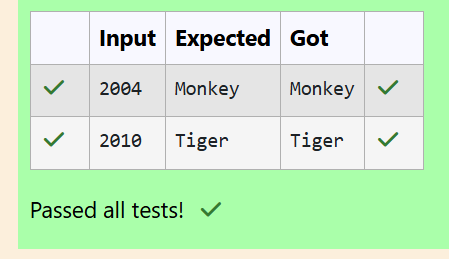 Input Expected Got
2004 Monkey Monkey
2010 Tiger Tiger
Passed all tests!